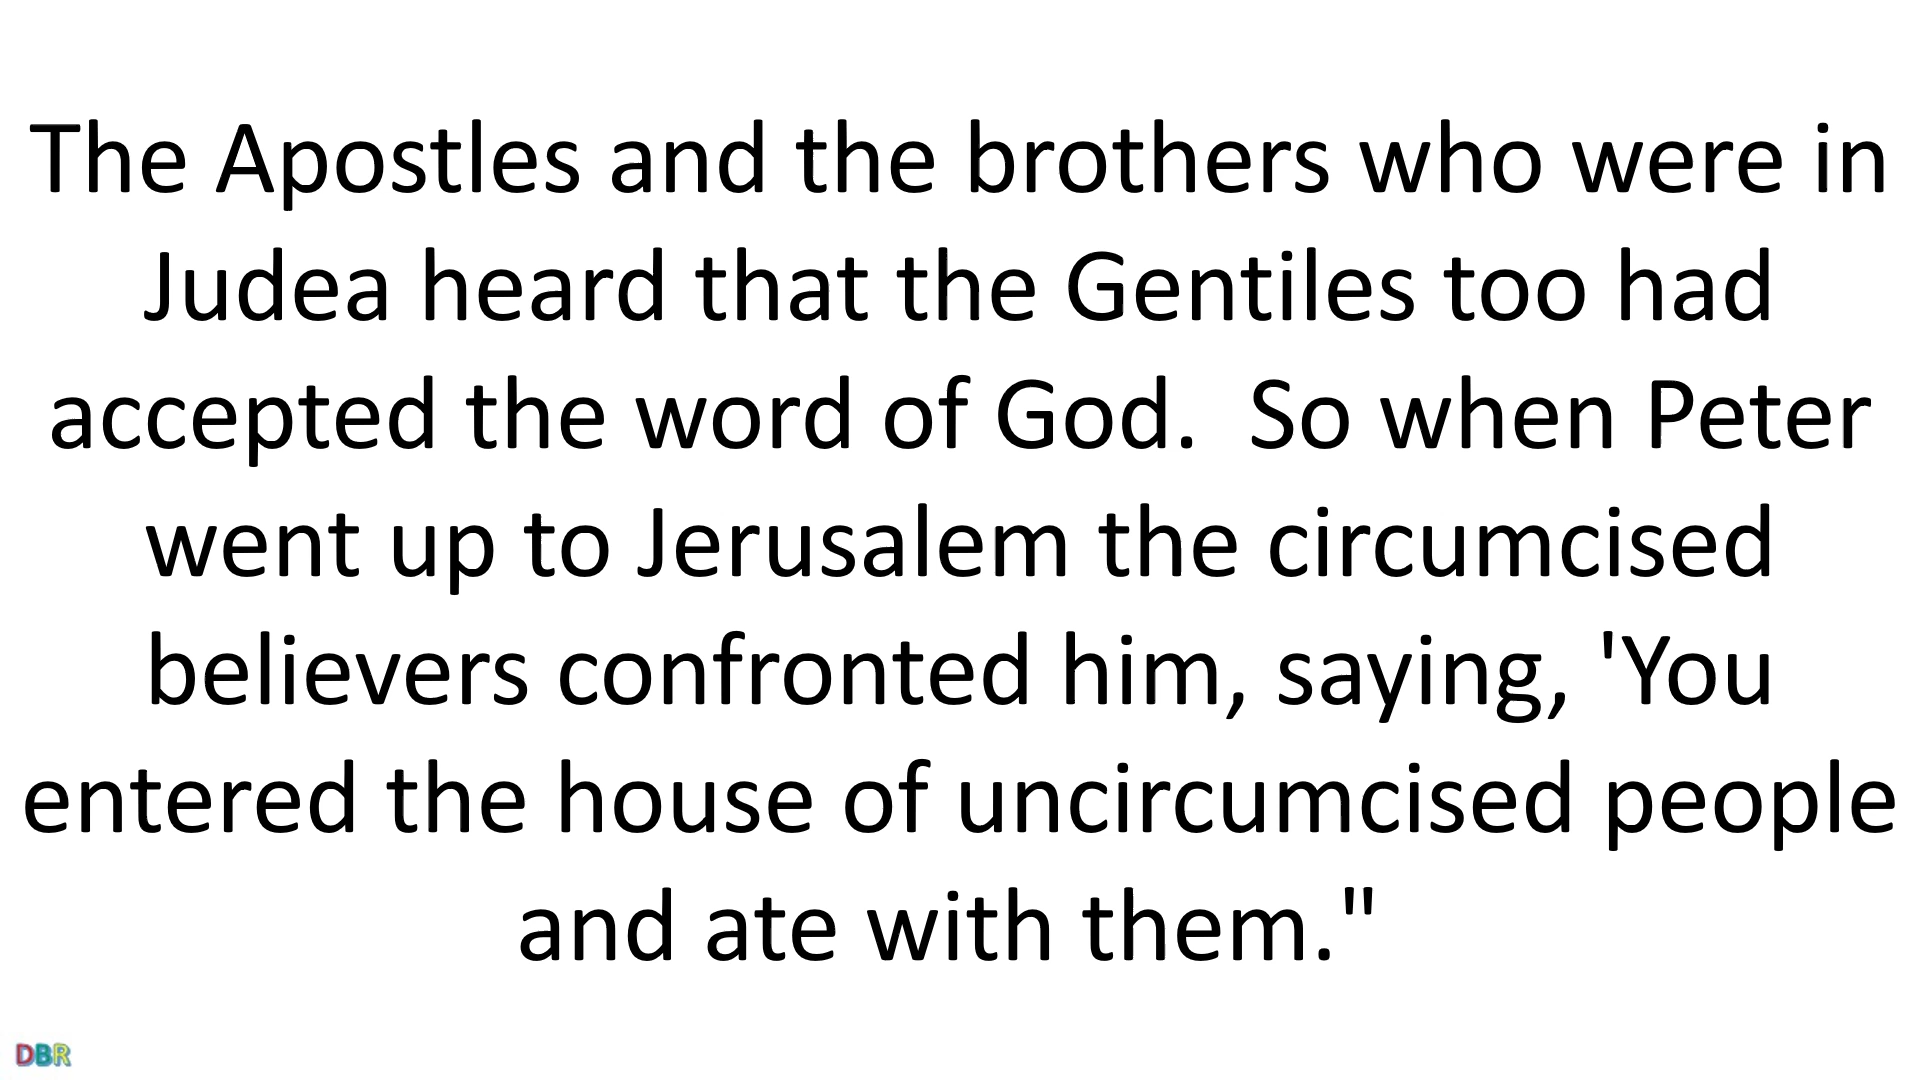 The Apostles and the brothers who were in
Judea heard that the Gentiles too had
accepted the word of God.  So when Peter
went up to Jerusalem the circumcised
believers confronted him, saying, 'You
entered the house of uncircumcised people
and ate with them."
DBR